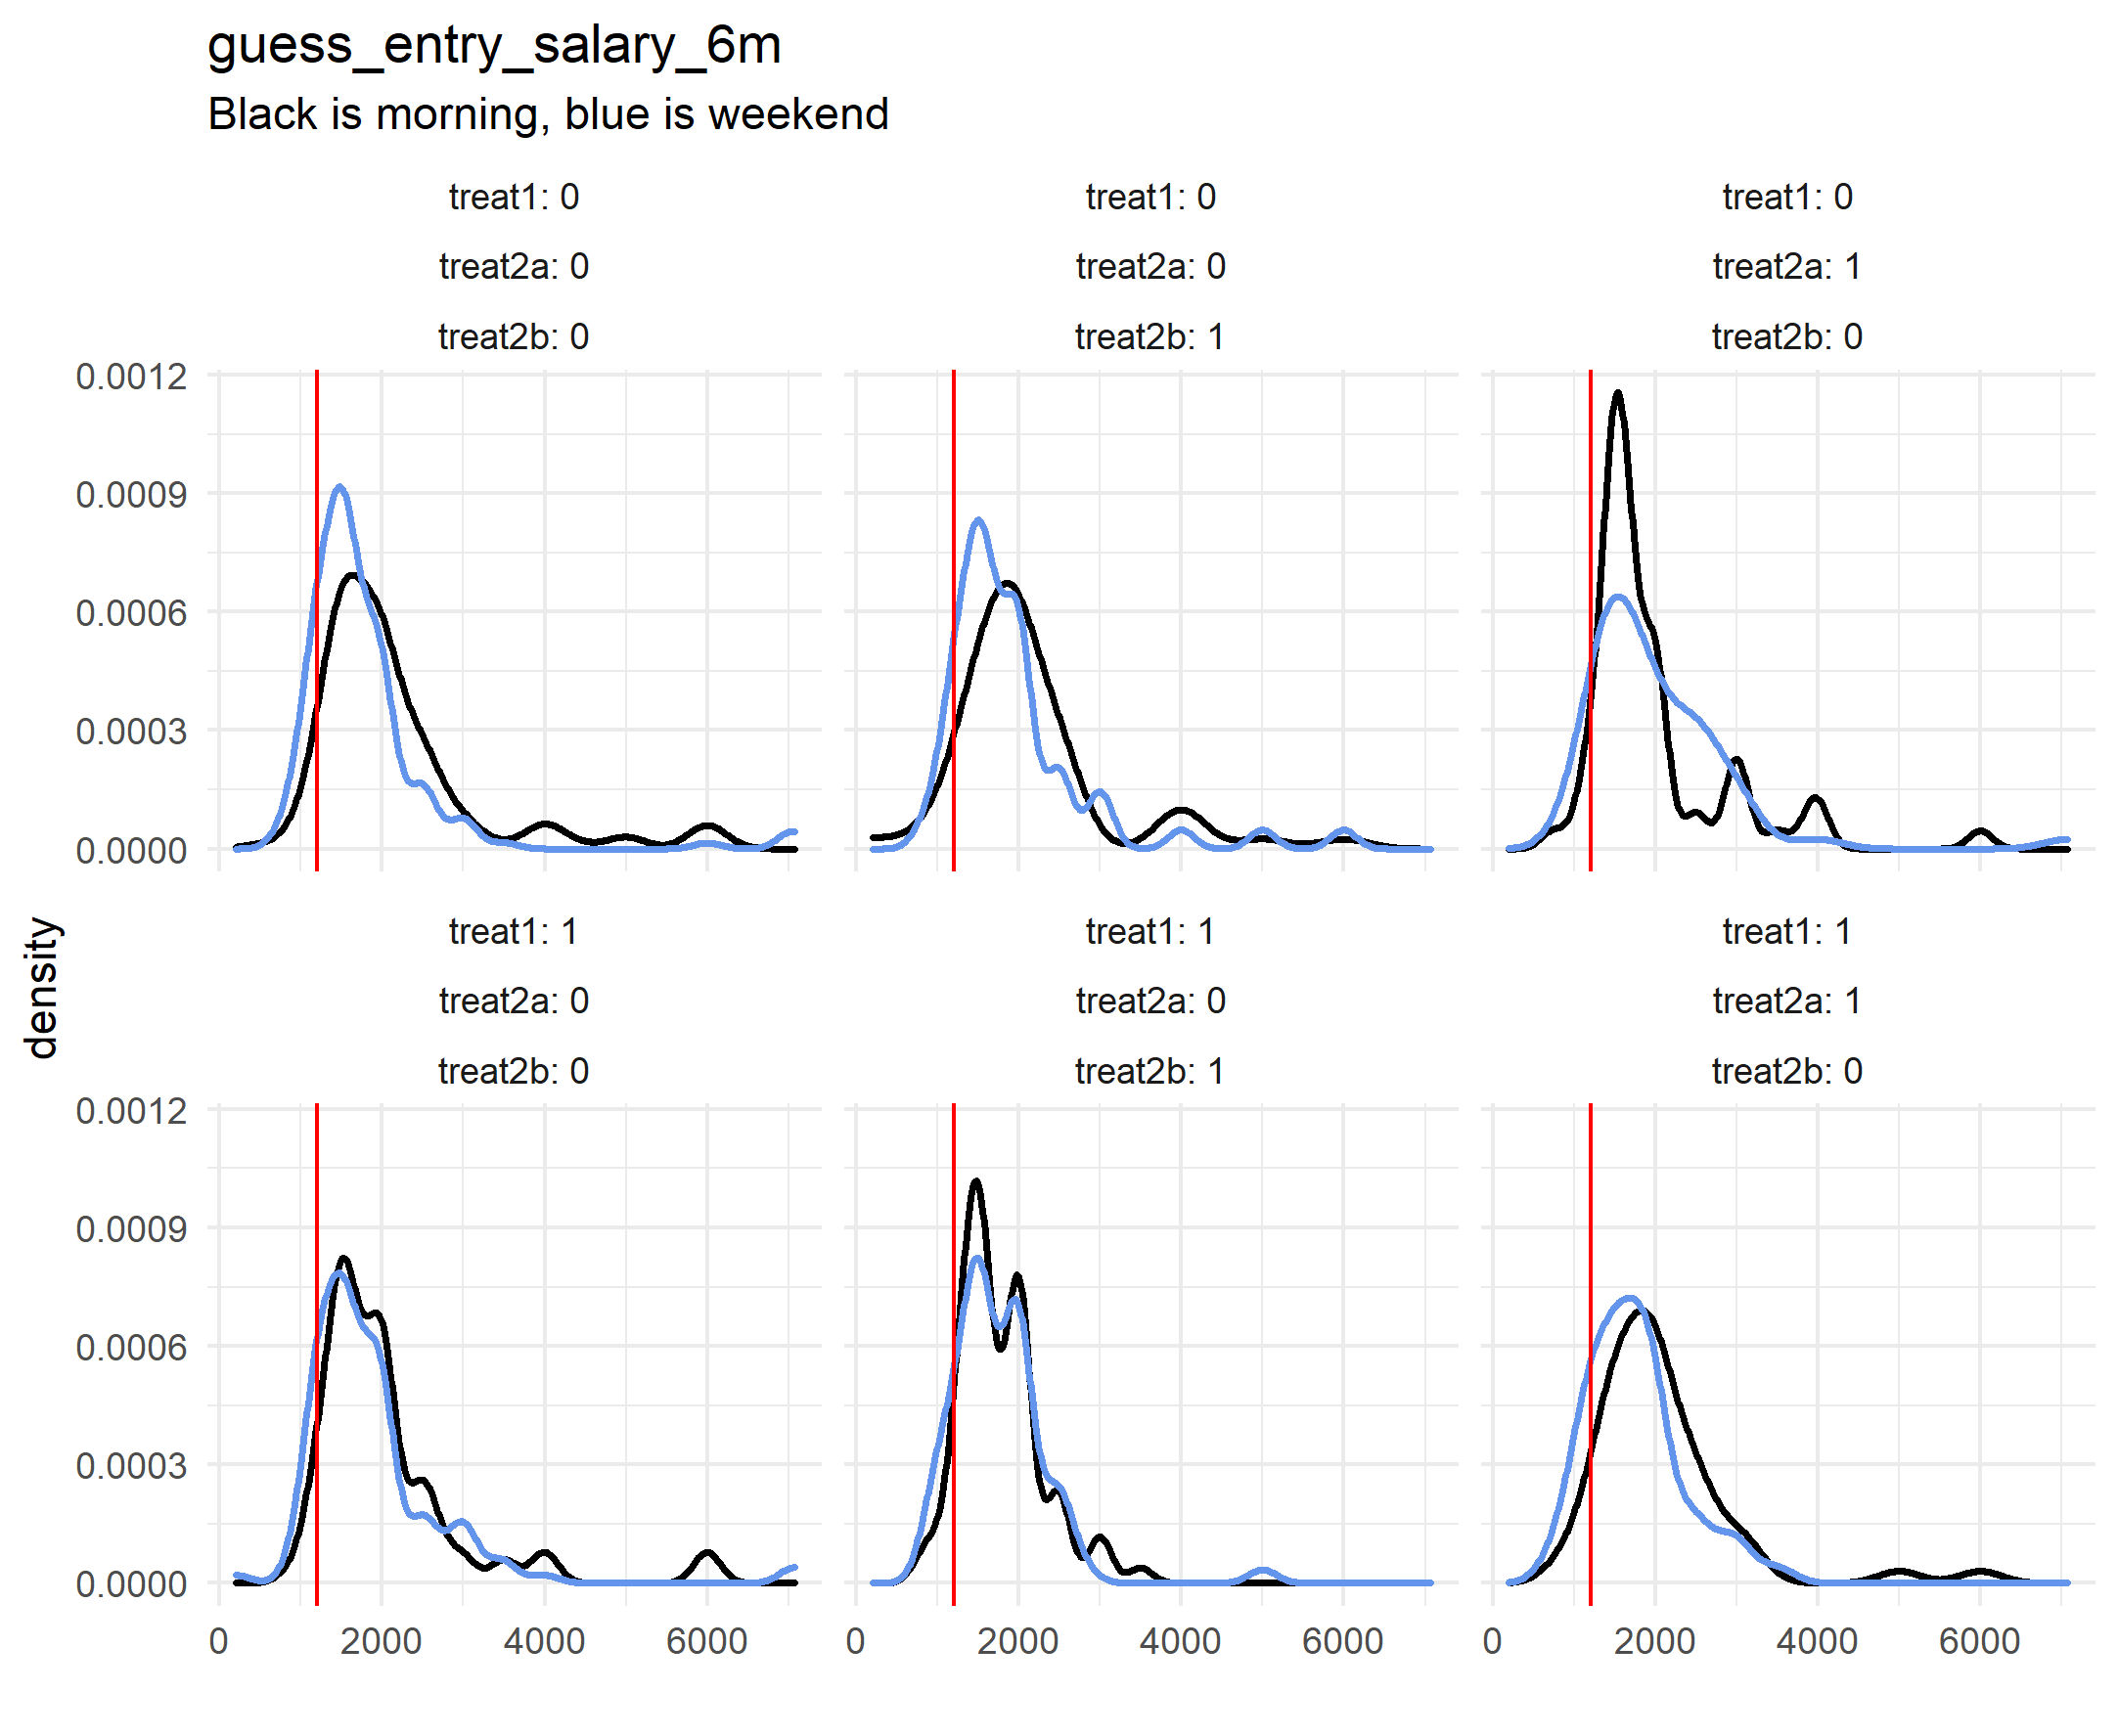 guess_entry_salary_6m
Black is morning, blue is weekend
treat1: 0
treat2a: 0
treat2b: 0
treat1: 0
treat2a: 0
treat2b: 1
treat1: 0
treat2a: 1
treat2b: 0
0.0012
0.0009
0.0006
0.0003
0.0000
density
treat1: 1
treat2a: 0
treat2b: 0
treat1: 1
treat2a: 0
treat2b: 1
treat1: 1
treat2a: 1
treat2b: 0
0.0012
0.0009
0.0006
0.0003
0.0000
0 2000 4000 6000
0 2000 4000 6000
0 2000 4000 6000